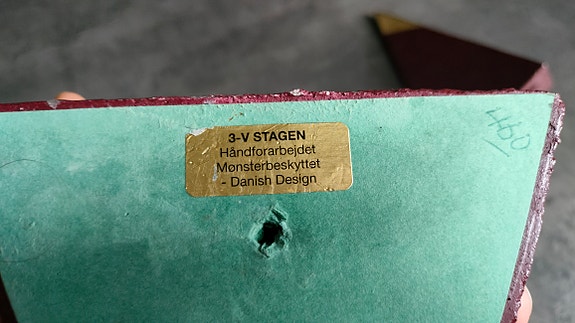 3-V STAGEN
Håndforarbejdet
Mønsterbeskyttet
- Danish Design
460